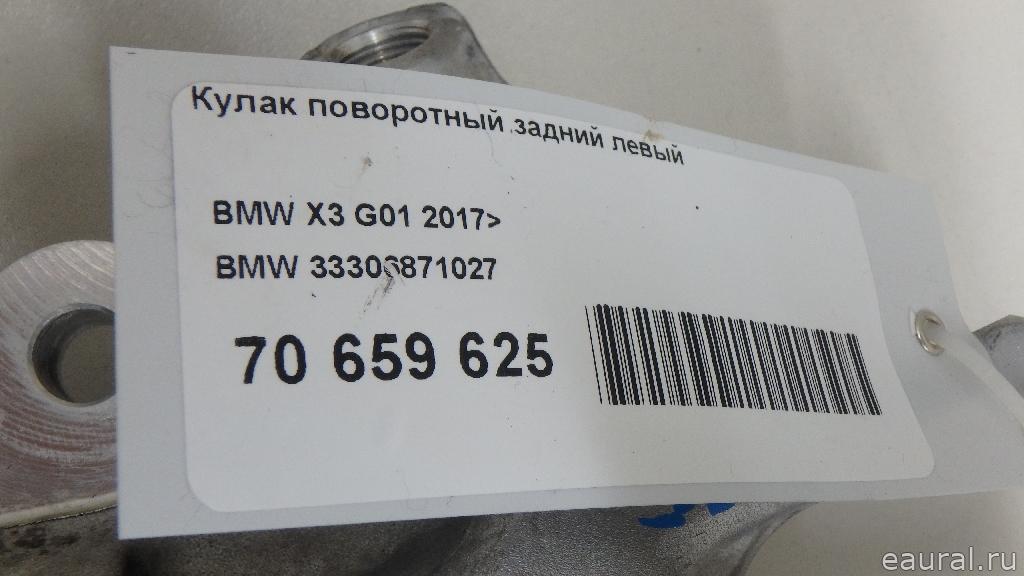 Кулак поворотный задний левый
BMW X3 G01 2017>
BMW 33306871027
70 659 625
eaural.ru